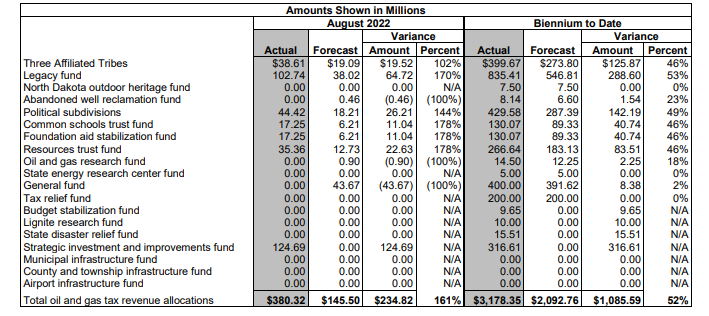 Amounts Shown in Millions
August 2022 Biennium to Date
Variance Variance
Actual Forecast Amount Percent Actual Forecast Amount Percent
Three Affiliated Tribes $38.61 $19.09 $19.52 102% $399.67 $273.80 $125.87 46%
Legacy fund 102.74 38.02 64.72 170% 835.41 546.81 288.60 53%
North Dakota outdoor heritage fund 0.00 0.00 0.00 N/A 7.50 7.50 0.00 0%
Abandoned well reclamation fund 0.00 0.46 (0.46) (100%) 8.14 6.60 1.54 23%
Political subdivisions 44.42 18.21 26.21 144% 429.58 287.39 142.19 49%
Common schools trust fund 17.25 6.21 11.04 178% 130.07 89.33 40.74 46%
Foundation aid stabilization fund 17.25 6.21 11.04 178% 130.07 89.33 40.74 46%
Resources trust fund 35.36 12.73 22.63 178% 266.64 183.13 83.51 46%
Oil and gas research fund 0.00 0.90 (0.90) (100%) 14.50 12.25 2.25 18%
State energy research center fund 0.00 0.00 0.00 N/A 5.00 5.00 0.00 0%
General fund 0.00 43.67 (43.67) (100%) 400.00 391.62 8.38 2%
Tax relief fund 0.00 0.00 0.00 N/A 200.00 200.00 0.00 0%
Budget stabilization fund 0.00 0.00 0.00 N/A 9.65 0.00 9.65 N/A
Lignite research fund 0.00 0.00 0.00 N/A 10.00 0.00 10.00 N/A
State disaster relief fund 0.00 0.00 0.00 N/A 15.51 0.00 15.51 N/A
Strategic investment and improvements fund 124.69 0.00 124.69 N/A 316.61 0.00 316.61 N/A
Municipal infrastructure fund 0.00 0.00 0.00 N/A 0.00 0.00 0.00 N/A
County and township infrastructure fund 0.00 0.00 0.00 N/A 0.00 0.00 0.00 N/A
Airport infrastructure fund 0.00 0.00 0.00 N/A 0.00 0.00 0.00 N/A
Total oil and gas tax revenue allocations $380.32 $145.50 $234.82 161% $3,178.35 $2,092.76 $1,085.59 52%